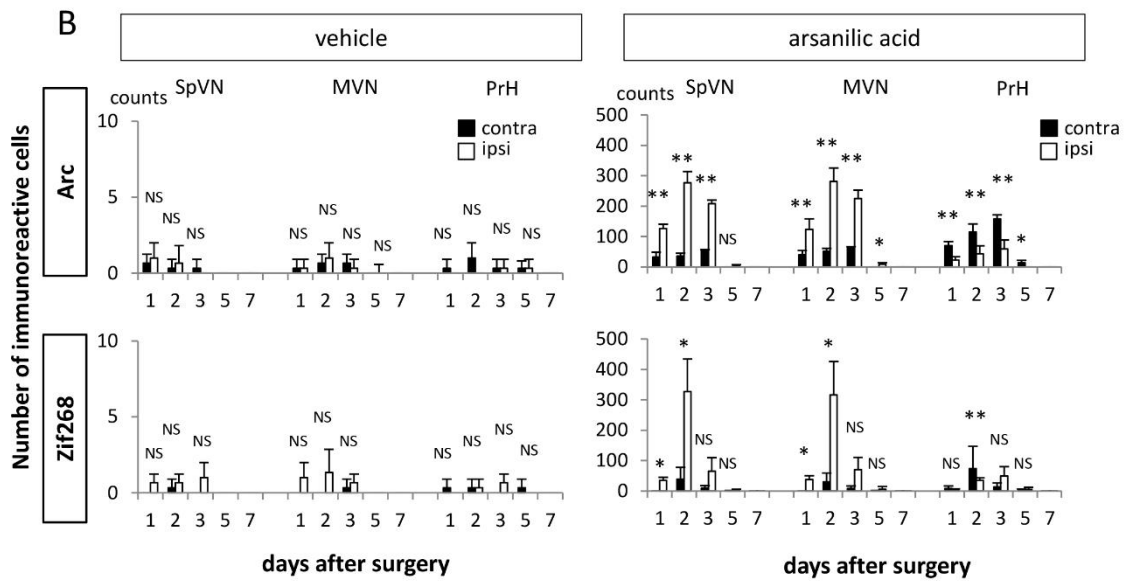 B
vehicle
arsanilic acid
Number of immunoreactive cells
Arc
counts
SpVN
MVN
PrH
10
5
0
contra
ipsi
NS
NS
NS
NS
NS
NS
NS
NS
NS
NS
1 2 3 5 7
1 2 3 5 7
1 2 3 5 7
counts
SpVN
MVN
PrH
500
400
300
200
100
0
contra
ipsi
**
**
**
NS
**
**
**
*
**
**
**
*
1 2 3 5 7
1 2 3 5 7
1 2 3 5 7
Zif268
10
5
0
NS
NS
NS
NS
NS
NS
NS
NS
NS
NS
1 2 3 5 7
1 2 3 5 7
1 2 3 5 7
days after surgery
500
400
300
200
100
0
*
*
NS
NS
*
*
NS
NS
NS
**
NS
NS
1 2 3 5 7
1 2 3 5 7
1 2 3 5 7
days after surgery